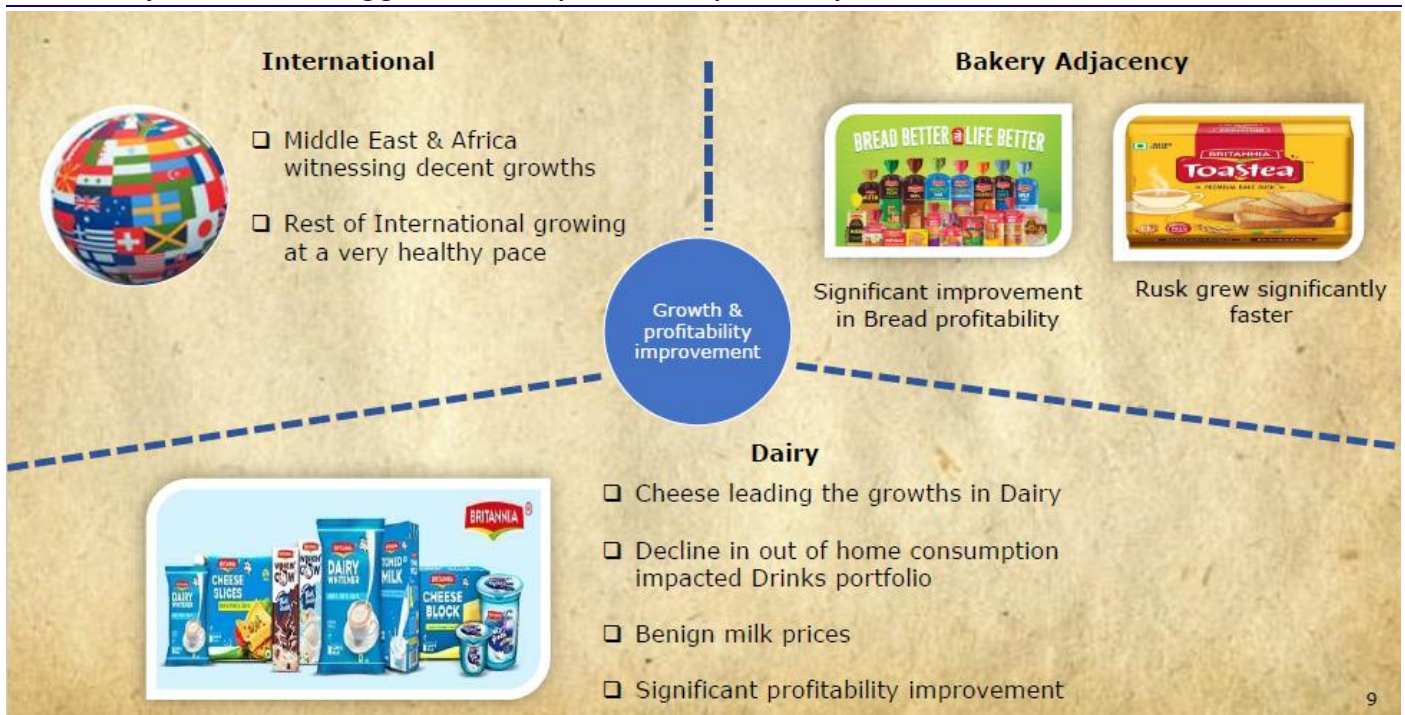 International
Middle East & Africa
witnessing decent growths
Rest of International growing
at a very healthy pace
Bakery Adjacency
BREAD BETTER LIFE BETTER
BRITANNIA
Toastea
PREMIUM BAKE RUSK
Significant improvement
in Bread profitability
Rusk grew significantly
faster
Growth &
profitability
improvement
Dairy
BRITANNIA
DAIRY
WHITENER
CHEESE
SLICES
DAIRY
WHITENER
TONED
MILK
CHEESE
BLOCK
Cheese leading the growths in Dairy
Decline in out of home consumption
impacted Drinks portfolio
Benign milk prices
Significant profitability improvement
9